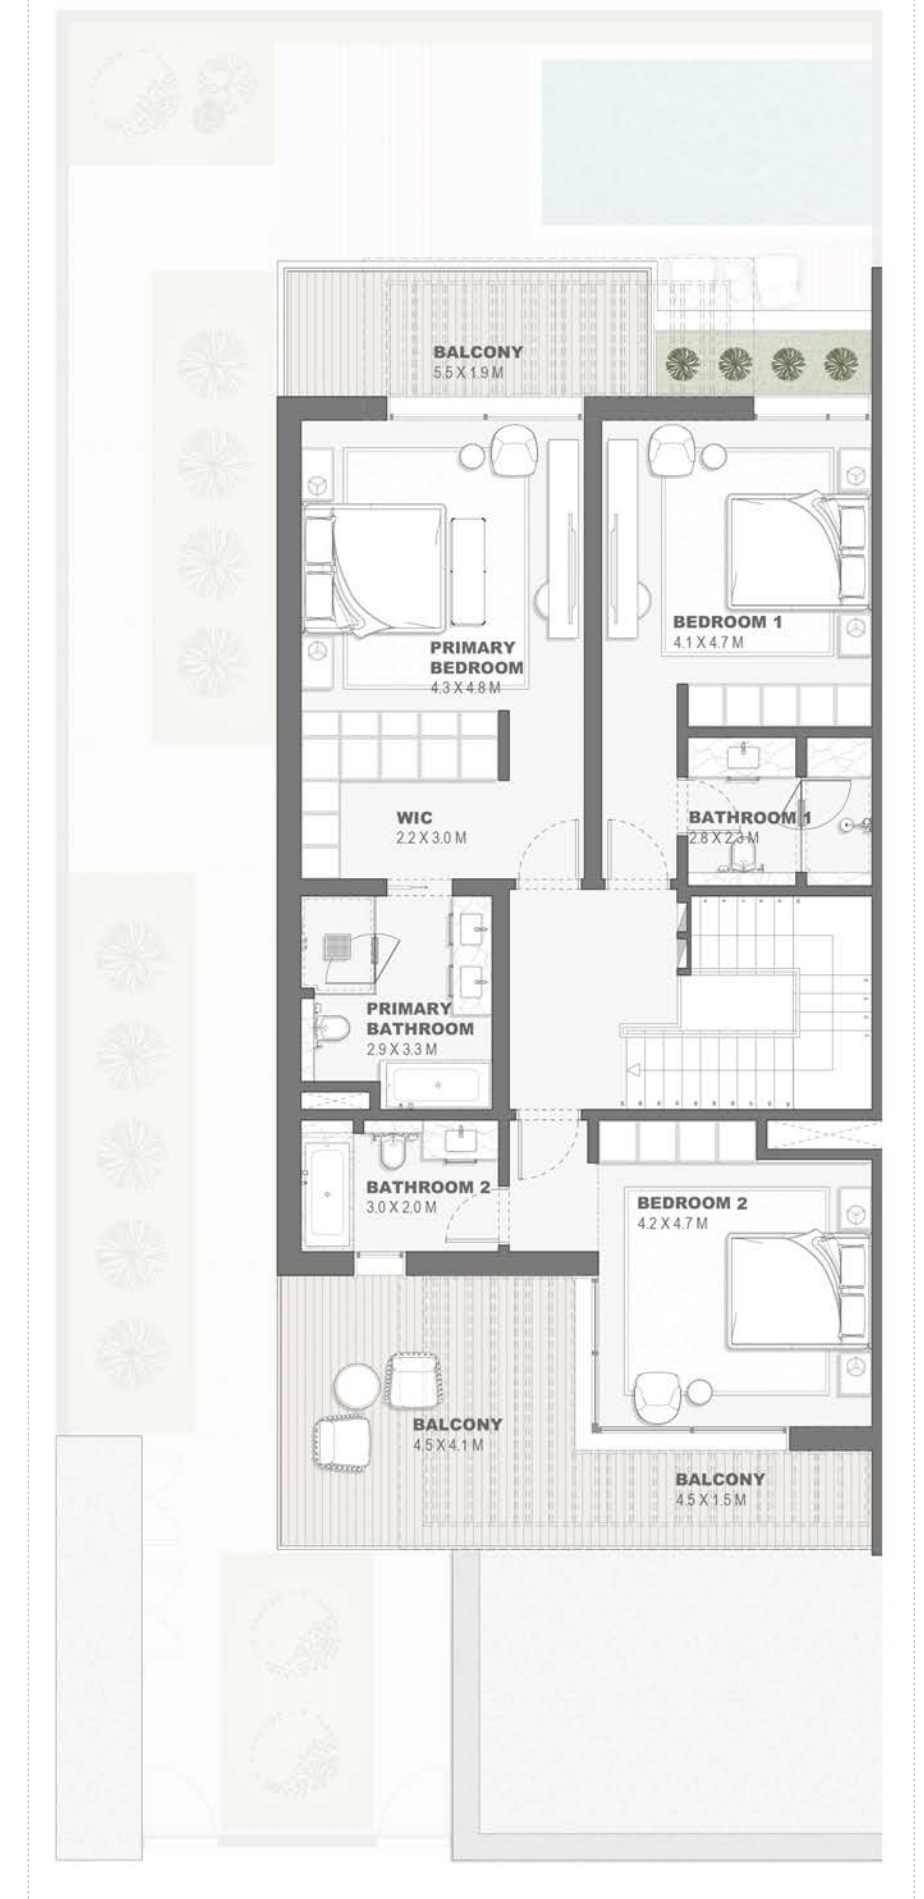 BALCONY
5.5 X 1.9 M
BEDROOM 1
4.1 X 4.7 M
PRIMARY
BEDROOM
4.3 X 4.8 M
WIC
2.2 X 3.0 M
BATHROOM 1
2.8 X 2.3 M
PRIMARY
BATHROOM
2.9 X 3.3 M
BATHROOM 2
3.0 X 2.0 M
BEDROOM 2
4.2 X 4.7 M
BALCONY
4.5 X 4.1 M
BALCONY
4.5 X 1.5 M